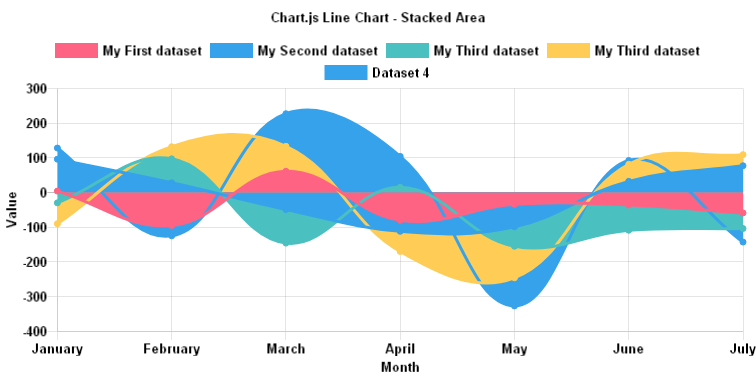 Chart.js Line Chart - Stacked Area
My First dataset My Second dataset My Third dataset My Third dataset
Dataset 4
300
200
100
0
-100
-200
-300
-400
Value
January February March April May June July
Month